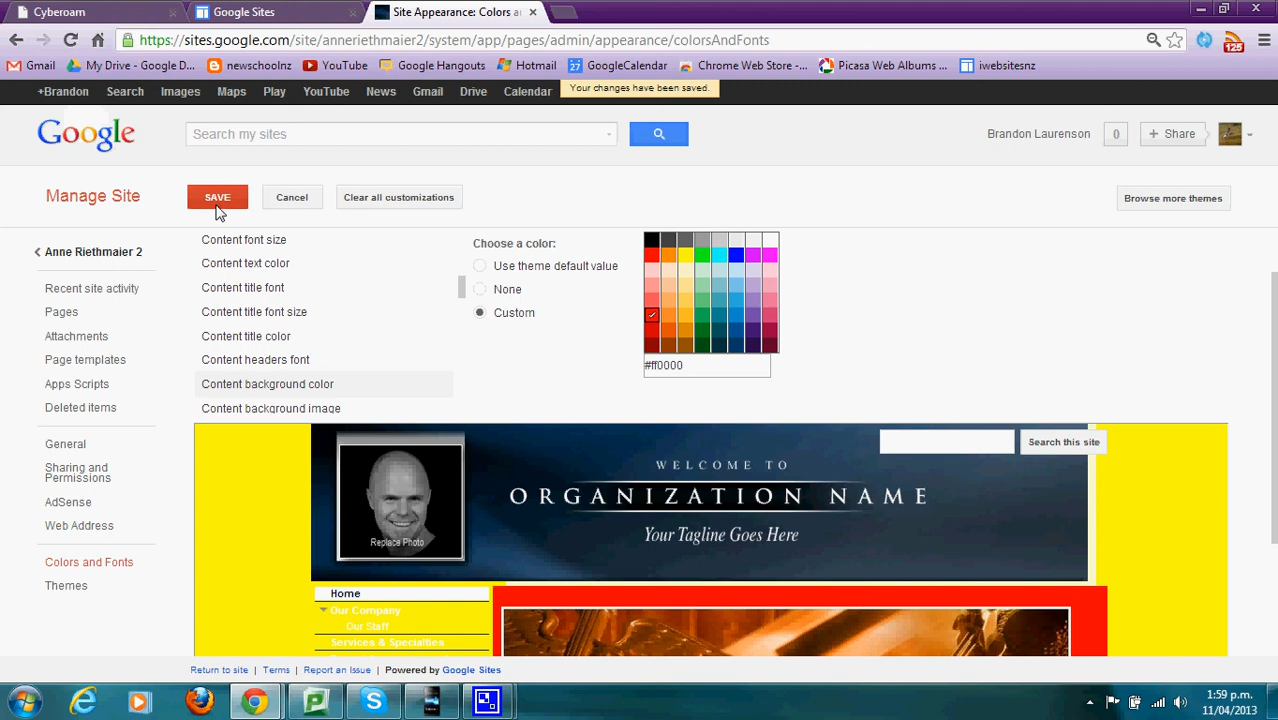 Cyberoam
Google Sites
Site Appearance: Colors a
https://sites.google.com/site/anneriethmaier2/system/app/pages/admin/appearance/colorsAndFonts
125
Gmail
My Drive - Google D...
newschoolnz
YouTube
Google Hangouts
Hotmail
27
GoogleCalendar
Chrome Web Store -...
Picasa Web Albums ...
iwebsitesnz
+Brandon
Search
Images
Maps
Play
YouTube
News
Gmail
Drive
Calendar
Your changes have been saved.
Google
Search my sites
Brandon Laurenson
0
+ Share
Manage Site
SAVE
Cancel
Clear all customizations
Browse more themes
Anne Riethmaier 2
Recent site activity
Pages
Attachments
Page templates
Apps Scripts
Deleted items
General
Sharing and
Permissions
AdSense
Web Address
Colors and Fonts
Themes
Content font size
Content text color
Content title font
Content title font size
Content title color
Content headers font
Content background color
Content background image
Choose a color:
Use theme default value
None
Custom
#ff0000
Replace Photo
WELCOME TO
ORGANIZATION NAME
Your Tagline Goes Here
Search this site
Home
Our Company
Our Staff
Services & Specialties
Return to site
Terms
Report an Issue
Powered by Google Sites
1:59 p.m.
11/04/2013